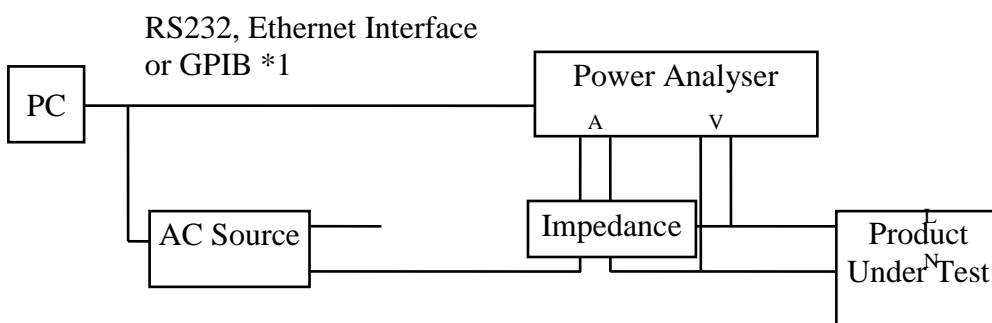 RS232, Ethernet Interface
or GPIB *1
PC
Power Analyser
A
V
AC Source
Impedance
L
Product
N
Under Test